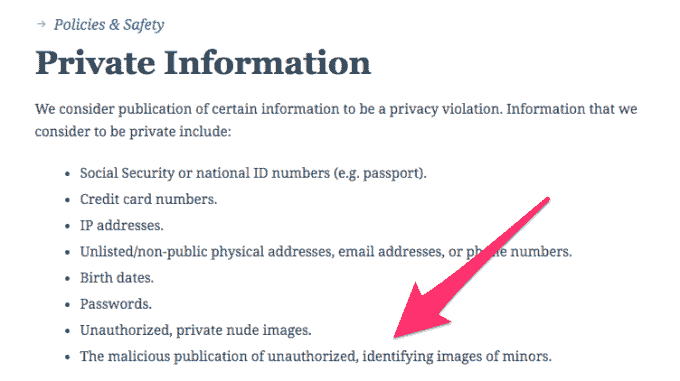 → Policies & Safety
Private Information
We consider publication of certain information to be a privacy violation. Information that we
consider to be private include:
• Social Security or national ID numbers (e.g. passport).
• Credit card numbers.
• IP addresses.
• Unlisted/non-public physical addresses, email addresses, or phone numbers.
• Birth dates.
• Passwords.
• Unauthorized, private nude images.
• The malicious publication of unauthorized, identifying images of minors.